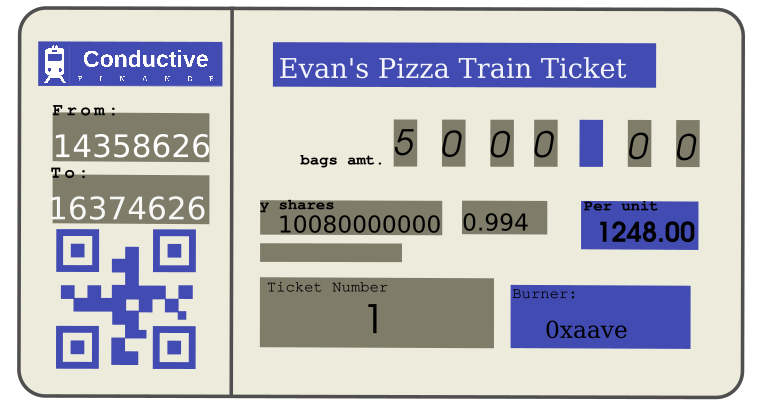 Conductive
FINANCE
From:
14358626
To:
16374626
Evan's Pizza Train Ticket
bags amt. 5 0 0 0 0 0
y shares
10080000000 0.994
Per unit
1248.00
Ticket Number
1
Burner:
0xaave